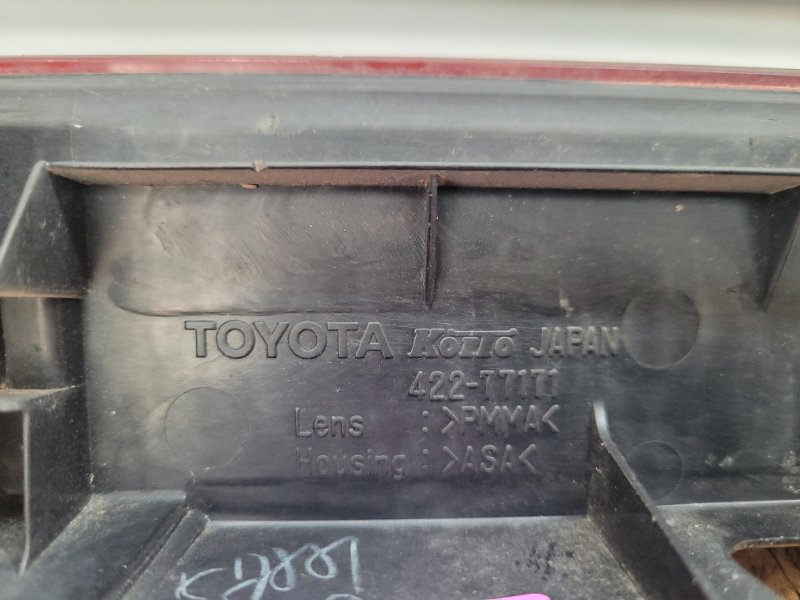 TOYOTA KOITO JAPAN
422-77171
Lens : >PMMA<
Housing : >ASA<